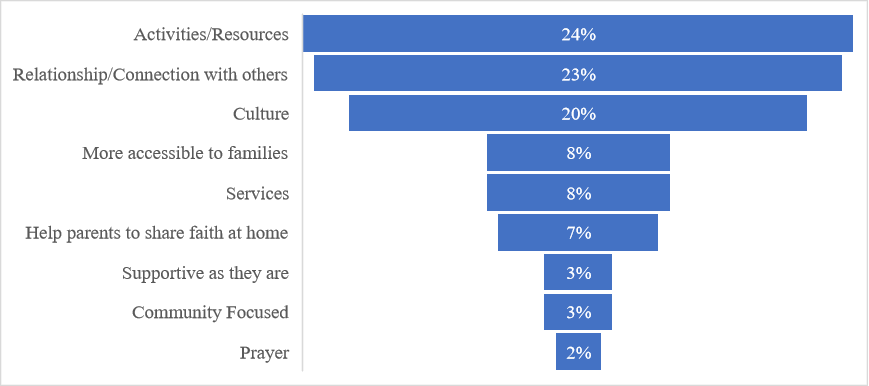 Activities/Resources 24%
Relationship/Connection with others 23%
Culture 20%
More accessible to families 8%
Services 8%
Help parents to share faith at home 7%
Supportive as they are 3%
Community Focused 3%
Prayer 2%